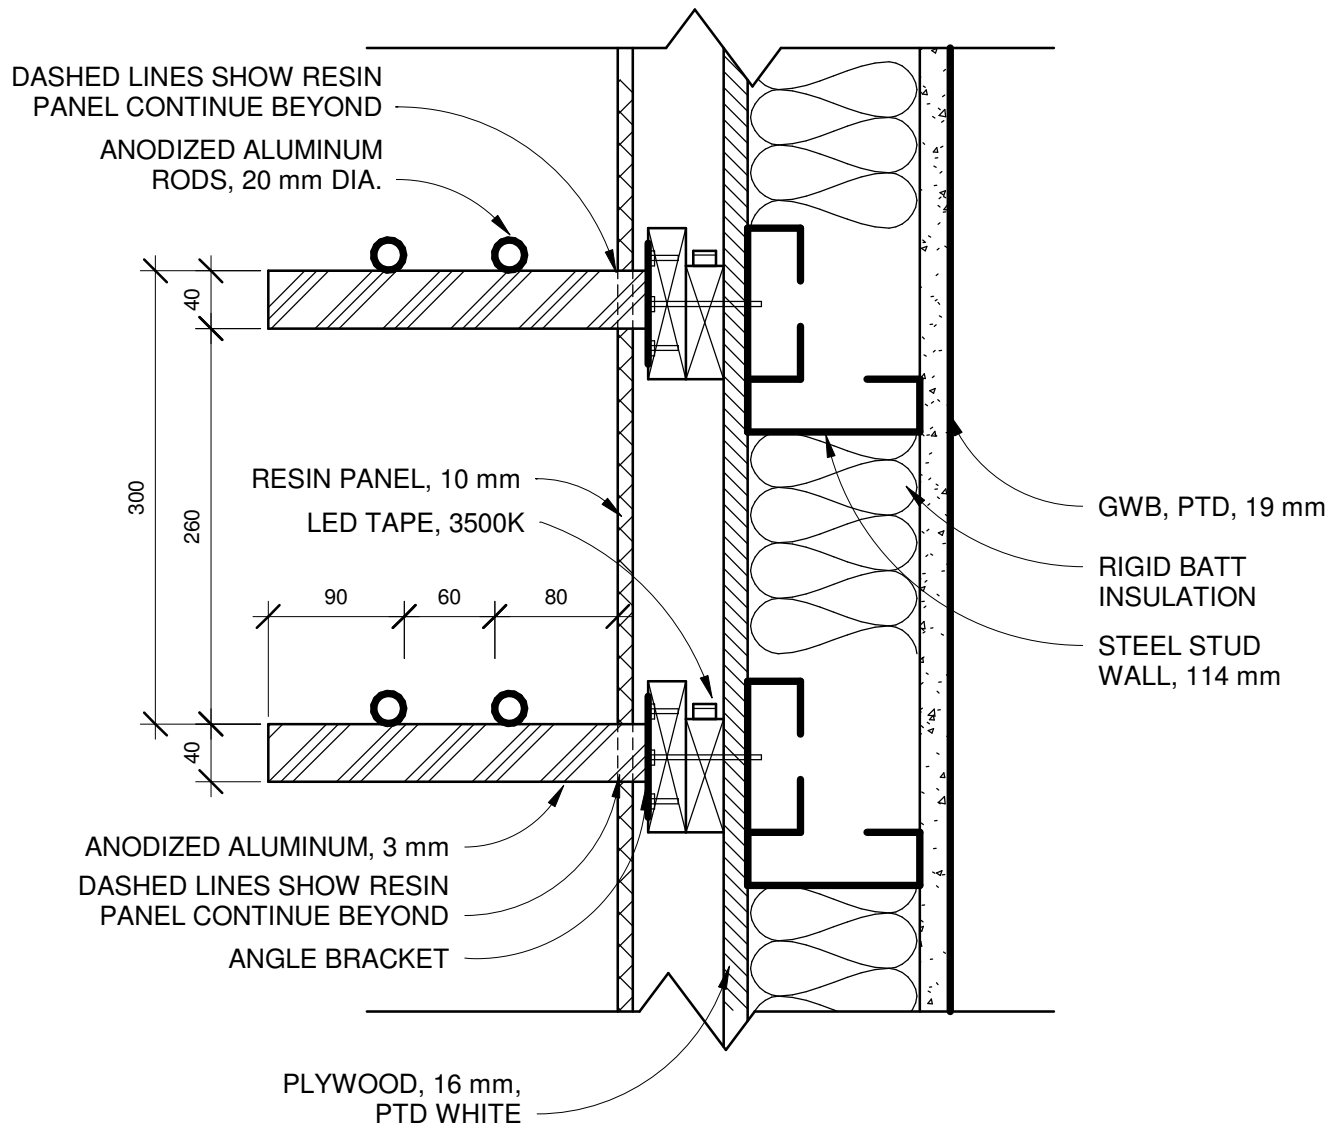 DASHED LINES SHOW RESIN
PANEL CONTINUE BEYOND
ANODIZED ALUMINUM
RODS, 20 mm DIA.
40
300
260
RESIN PANEL, 10 mm
LED TAPE, 3500K
90
60
80
40
ANODIZED ALUMINUM, 3 mm
DASHED LINES SHOW RESIN
PANEL CONTINUE BEYOND
ANGLE BRACKET
PLYWOOD, 16 mm,
PTD WHITE
GWB, PTD, 19 mm
RIGID BATT
INSULATION
STEEL STUD
WALL, 114 mm